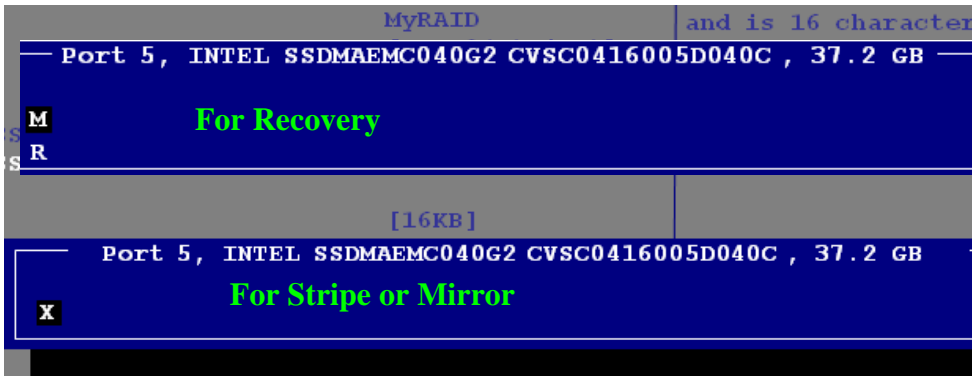 MyRAID
and is 16 character
Port 5, INTEL SSDMAEMC040G2 CVSC0416005D040C , 37.2 GB
M
For Recovery
R
[16KB]
Port 5, INTEL SSDMAEMC040G2 CVSC0416005D040C , 37.2 GB
For Stripe or Mirror
X